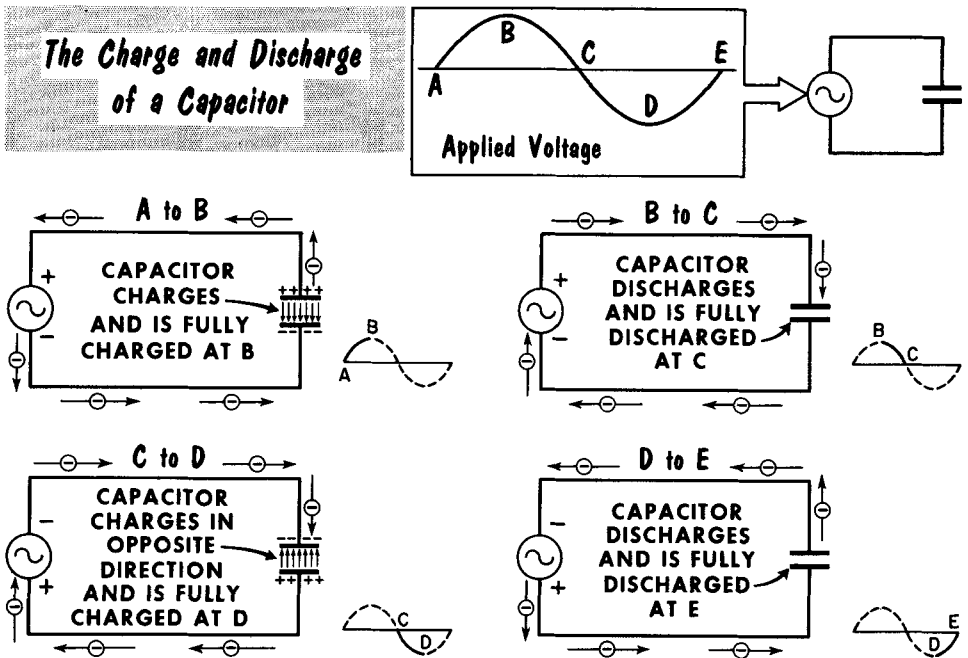 The Charge and Discharge
of a Capacitor
A
B
C
D
E
Applied Voltage
A to B
+
−
CAPACITOR
CHARGES
AND IS FULLY
CHARGED AT B
++++
−− −−
A
B
B to C
+
−
CAPACITOR
DISCHARGES
AND IS FULLY
DISCHARGED
AT C
B
C
C to D
−
+
CAPACITOR
CHARGES IN
OPPOSITE
DIRECTION
AND IS FULLY
CHARGED AT D
−− −−
++++
C
D
D to E
−
+
CAPACITOR
DISCHARGES
AND IS FULLY
DISCHARGED
AT E
D
E